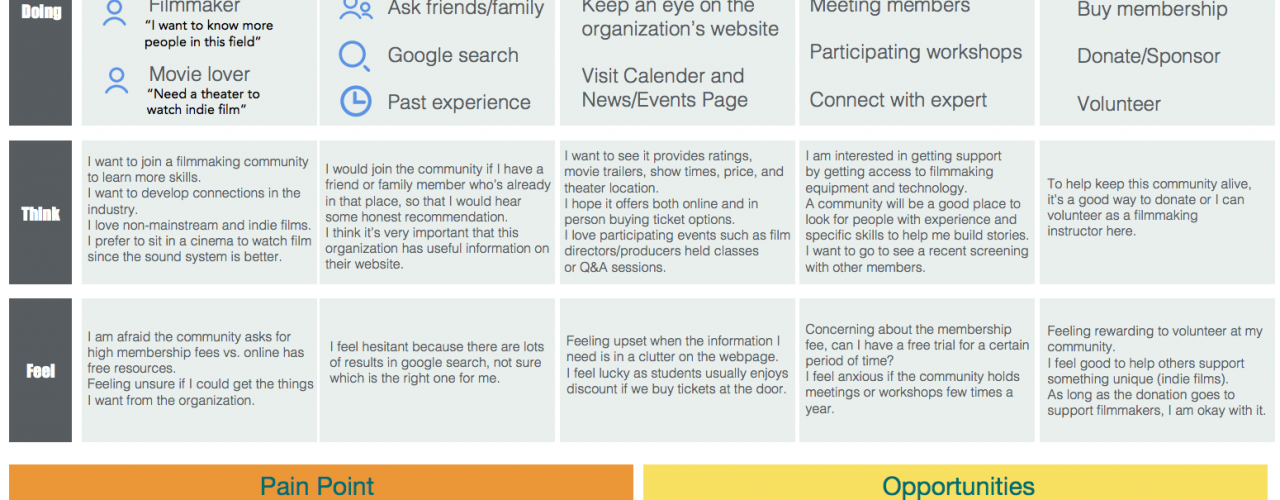 Doing
Filmmaker
“I want to know more
people in this field”
Movie lover
“Need a theater to
watch indie film”
Ask friends/family
Google search
Past experience
Keep an eye on the
organization’s website
Visit Calender and
News/Events Page
Meeting members
Participating workshops
Connect with expert
Buy membership
Donate/Sponsor
Volunteer
Think
I want to join a filmmaking community
to learn more skills.
I want to develop connections in the
industry.
I love non-mainstream and indie films.
I prefer to sit in a cinema to watch film
since the sound system is better.
I would join the community if I have a
friend or family member who’s already
in that place, so that I would hear
some honest recommendation.
I think it’s very important that this
organization has useful information on
their website.
I want to see it provides ratings,
movie trailers, show times, price, and
theater location.
I hope it offers both online and in
person buying ticket options.
I love participating events such as film
directors/producers held classes
or Q&A sessions.
I am interested in getting support
by getting access to filmmaking
equipment and technology.
A community will be a good place to
look for people with experience and
specific skills to help me build stories.
I want to go to see a recent screening
with other members.
To help keep this community alive,
it’s a good way to donate or I can
volunteer as a filmmaking
instructor here.
Feel
I am afraid the community asks for
high membership fees vs. online has
free resources.
Feeling unsure if I could get the things
I want from the organization.
I feel hesitant because there are lots
of results in google search, not sure
which is the right one for me.
Feeling upset when the information I
need is in a clutter on the webpage.
I feel lucky as students usually enjoys
discount if we buy tickets at the door.
Concerning about the membership
fee, can I have a free trial for a certain
period of time?
I feel anxious if the community holds
meetings or workshops few times a
year.
Feeling rewarding to volunteer at my
community.
I feel good to help others support
something unique (indie films).
As long as the donation goes to
support filmmakers, I am okay with it.
Pain Point
Opportunities